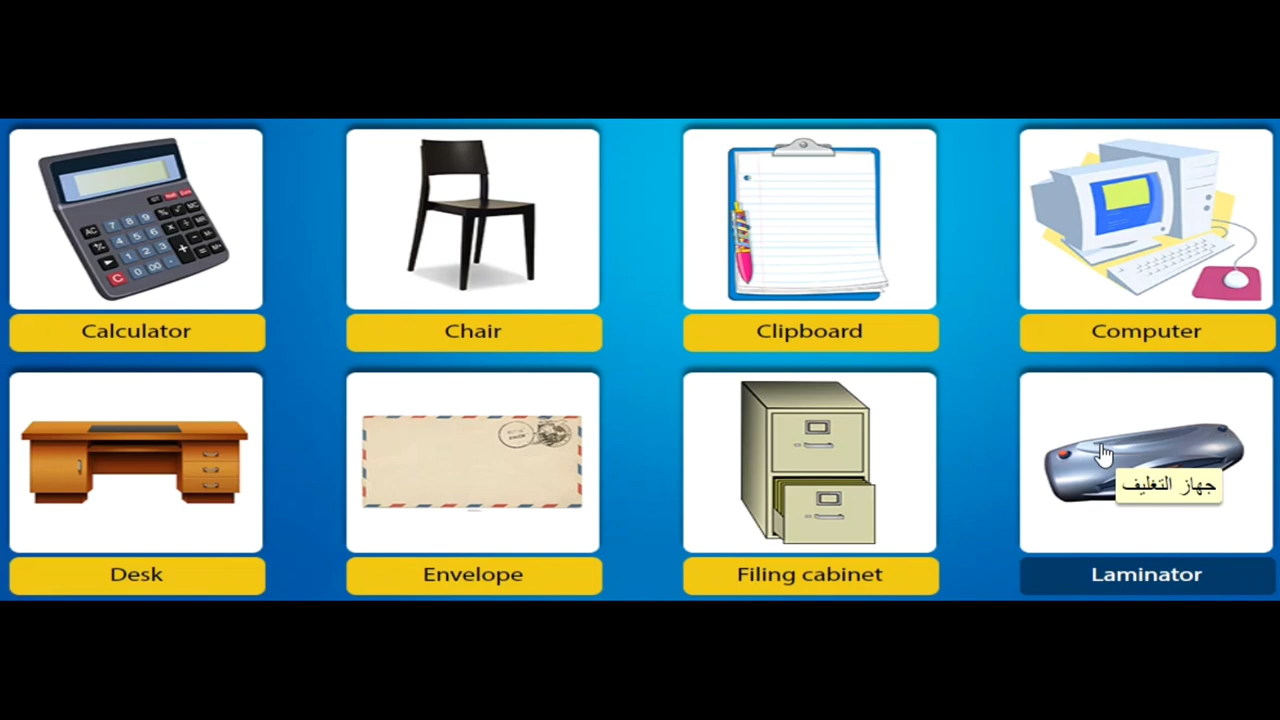 Calculator
Chair
Clipboard
Computer
Desk
Envelope
Filing cabinet
Laminator
جهاز التغليف